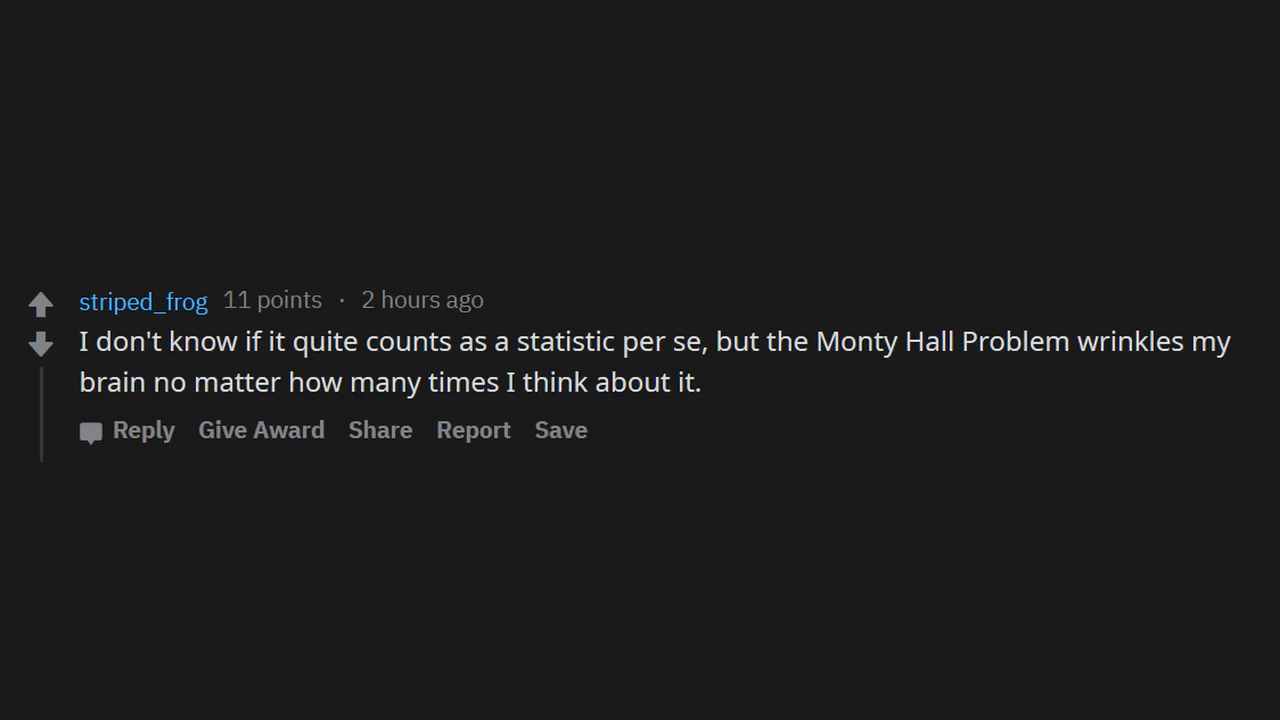 striped_frog 11 points · 2 hours ago
I don't know if it quite counts as a statistic per se, but the Monty Hall Problem wrinkles my
brain no matter how many times I think about it.
Reply Give Award Share Report Save